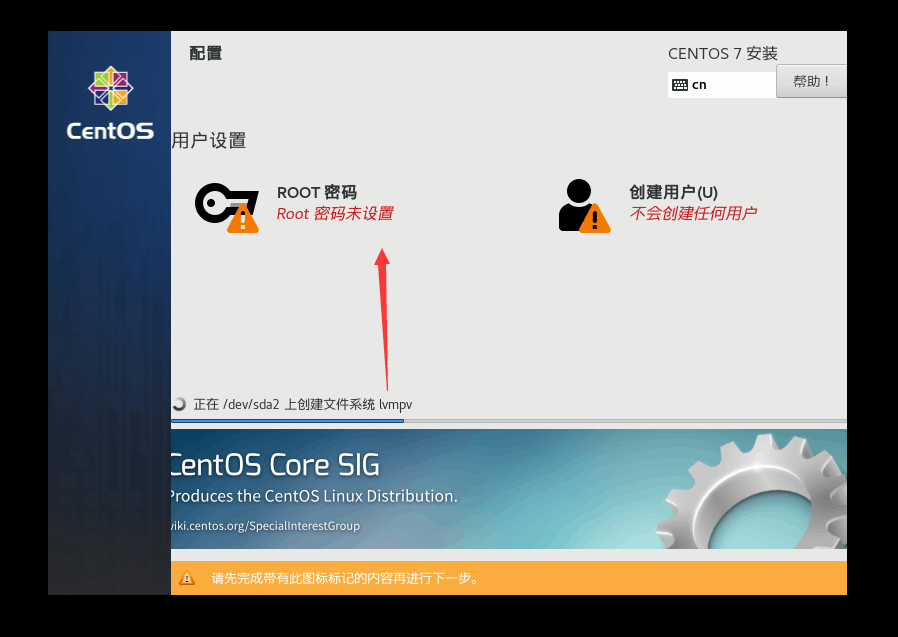 配置
CENTOS 7 安装
cn
帮助！
CentOS
用户设置
ROOT 密码
Root 密码未设置
创建用户(U)
不会创建任何用户
正在 /dev/sda2 上创建文件系统 lvmpv
CentOS Core SIG
Produces the CentOS Linux Distribution.
wiki.centos.org/SpecialInterestGroup
请先完成带有此图标标记的内容再进行下一步。